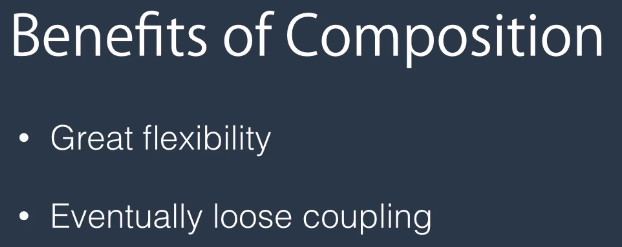 Benefits of Composition
• Great flexibility
• Eventually loose coupling